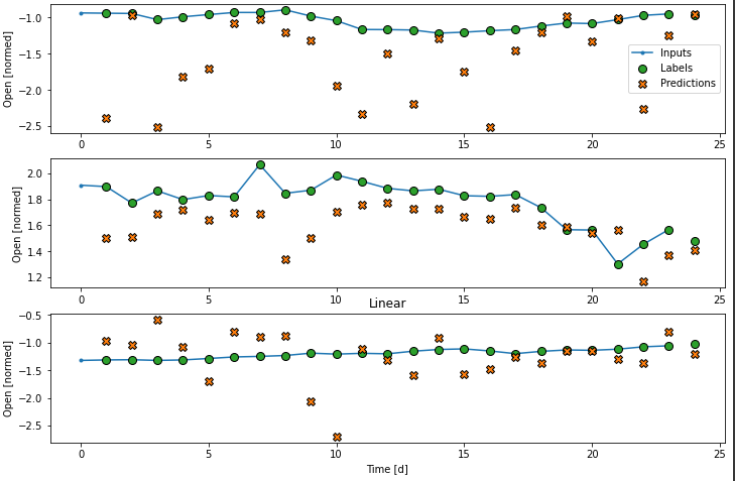 −1.0
−1.5
−2.0
−2.5
Open [normed]
Inputs
Labels
Predictions
0 5 10 15 20 25
2.0
1.8
1.6
1.4
1.2
Open [normed]
0 5 10 15 20 25
Linear
−0.5
−1.0
−1.5
−2.0
−2.5
Open [normed]
0 5 10 15 20 25
Time [d]